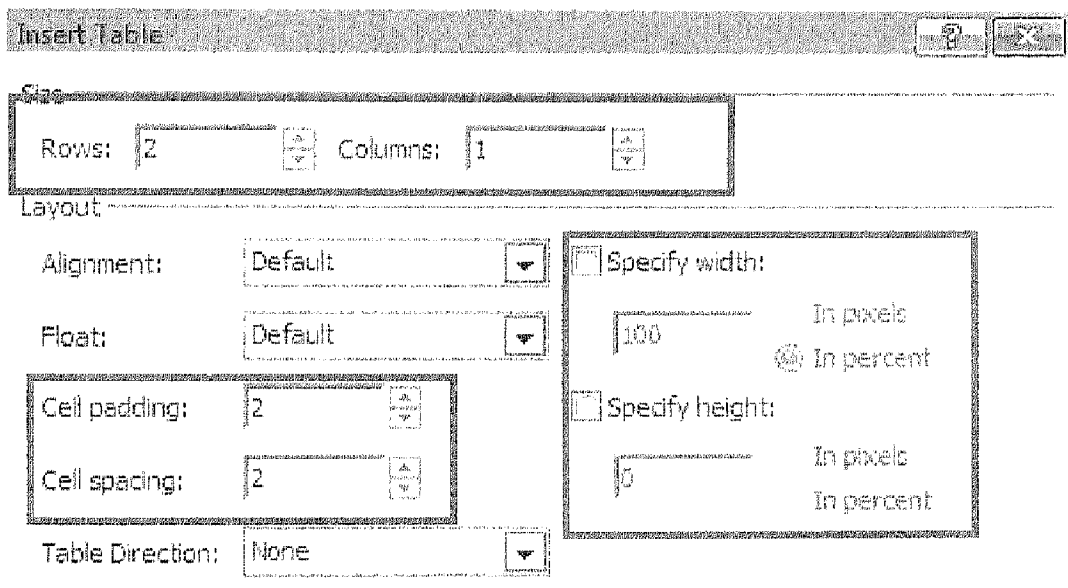 Insert Table
Size
Rows: 2 Columns: 1
Layout
Alignment: Default
Specify width:
100
In pixels
In percent
Float: Default
Cell padding: 2
Specify height:
0
In pixels
In percent
Cell spacing: 2
Table Direction: None